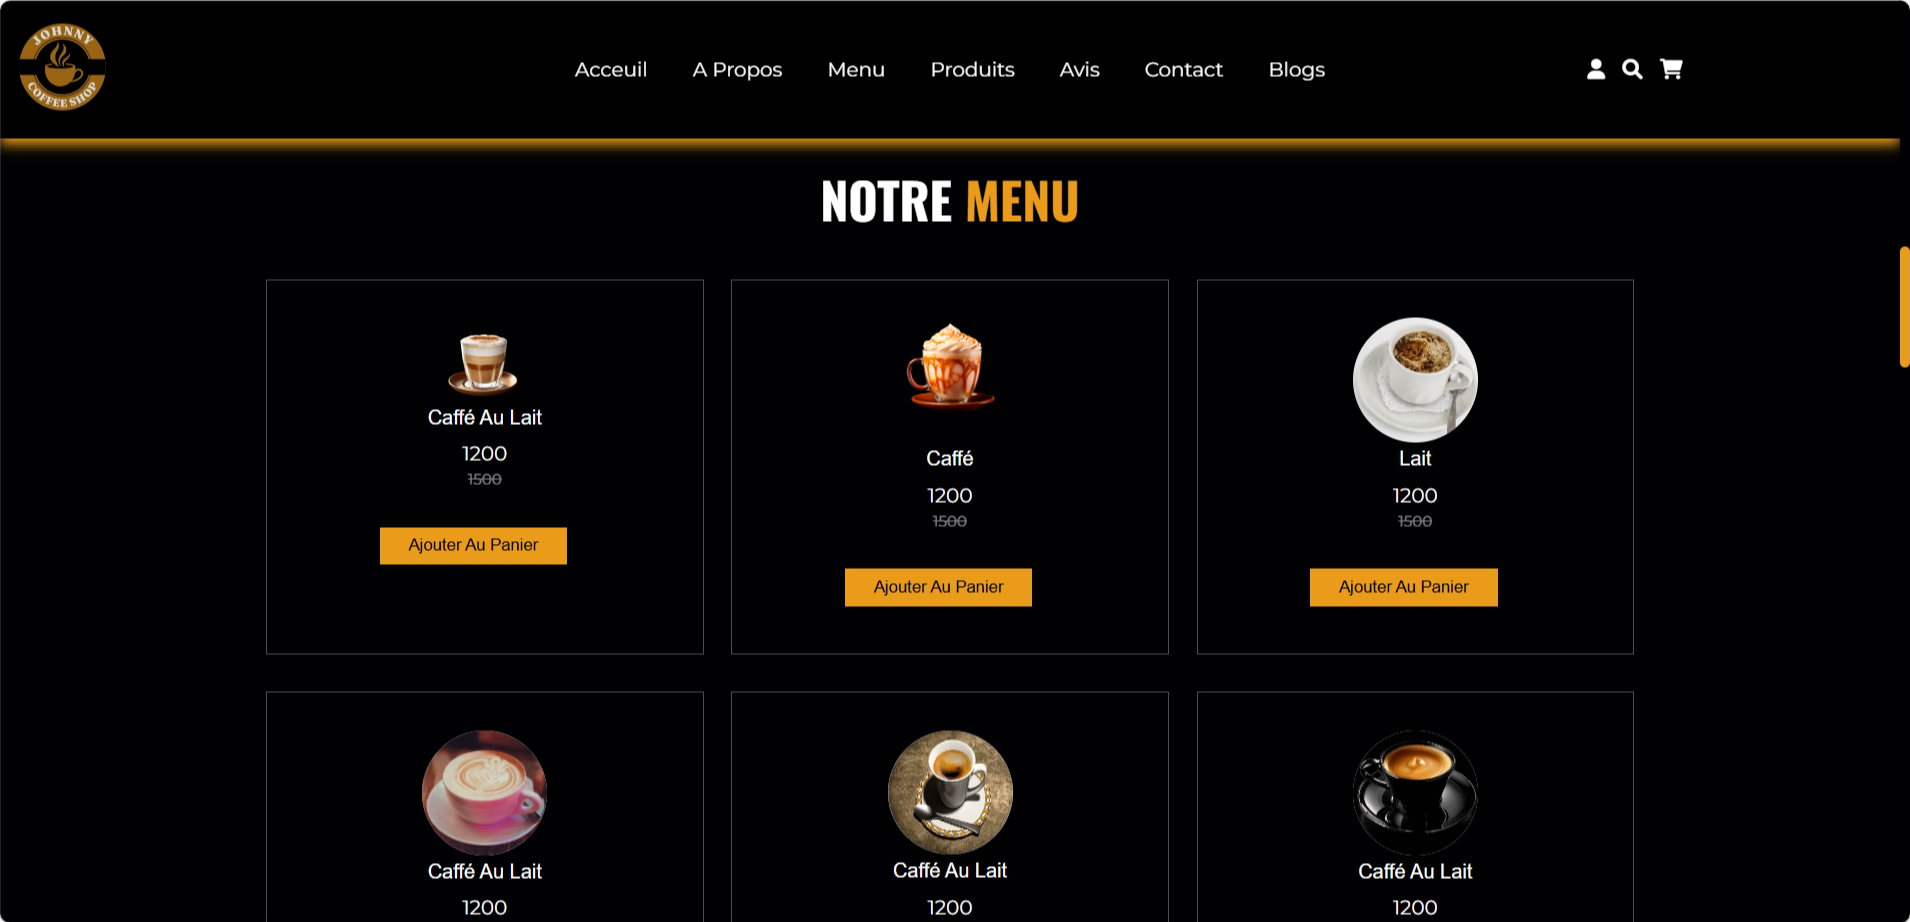 JOHNNY
COFFEE SHOP
Acceuil A Propos Menu Produits Avis Contact Blogs
NOTRE MENU
Caffé Au Lait
1200
1500
Ajouter Au Panier
Caffé
1200
1500
Ajouter Au Panier
Lait
1200
1500
Ajouter Au Panier
Caffé Au Lait
1200
Caffé Au Lait
1200
Caffé Au Lait
1200